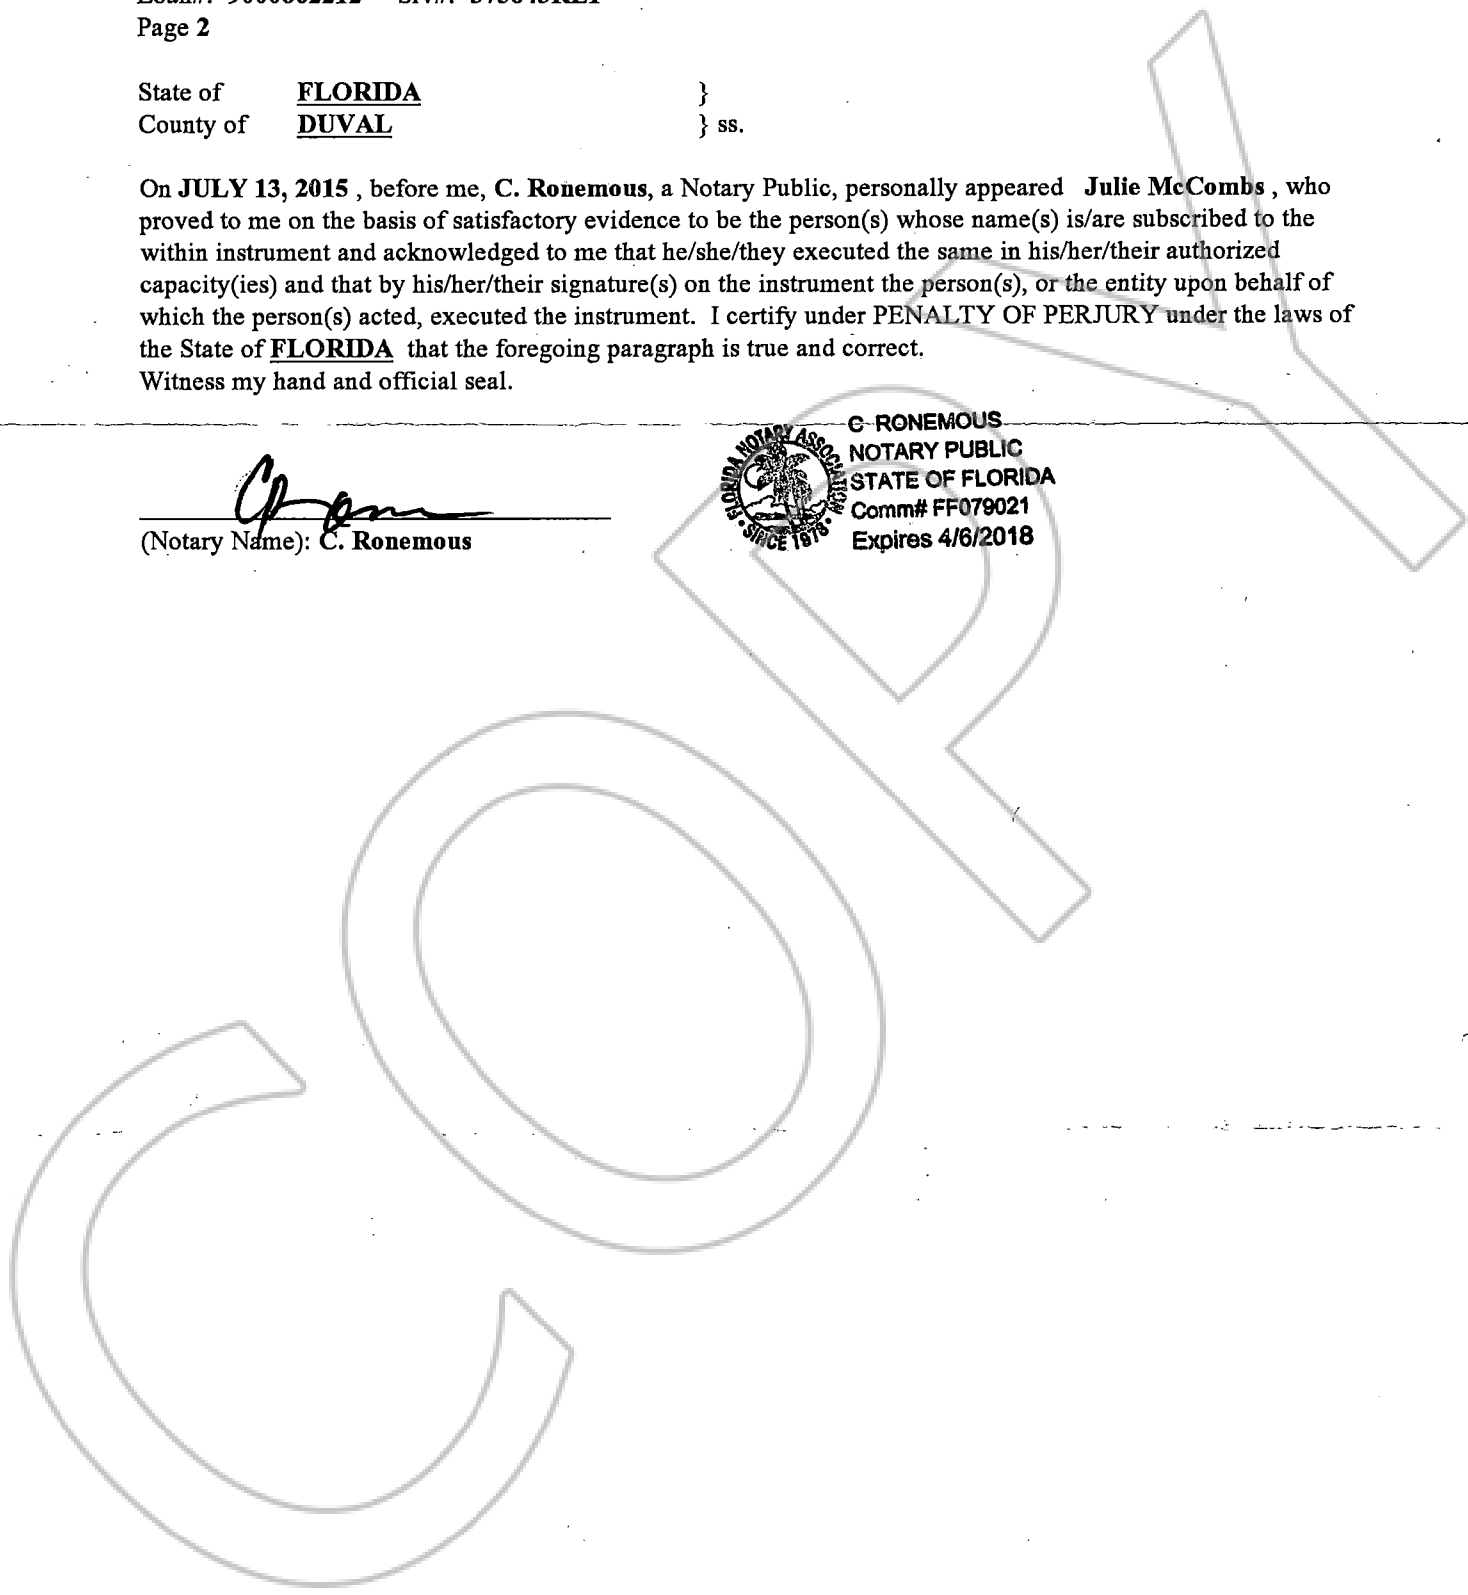 Page 2
State of FLORIDA }
County of DUVAL } ss.
On JULY 13, 2015 , before me, C. Ronemous, a Notary Public, personally appeared Julie McCombs , who
proved to me on the basis of satisfactory evidence to be the person(s) whose name(s) is/are subscribed to the
within instrument and acknowledged to me that he/she/they executed the same in his/her/their authorized
capacity(ies) and that by his/her/their signature(s) on the instrument the person(s), or the entity upon behalf of
which the person(s) acted, executed the instrument. I certify under PENALTY OF PERJURY under the laws of
the State of FLORIDA that the foregoing paragraph is true and correct.
Witness my hand and official seal.
(Notary Name): C. Ronemous
FLORIDA NOTARY ASSOCIATION
SINCE 1978
C RONEMOUS
NOTARY PUBLIC
STATE OF FLORIDA
Comm# FF079021
Expires 4/6/2018
COPY